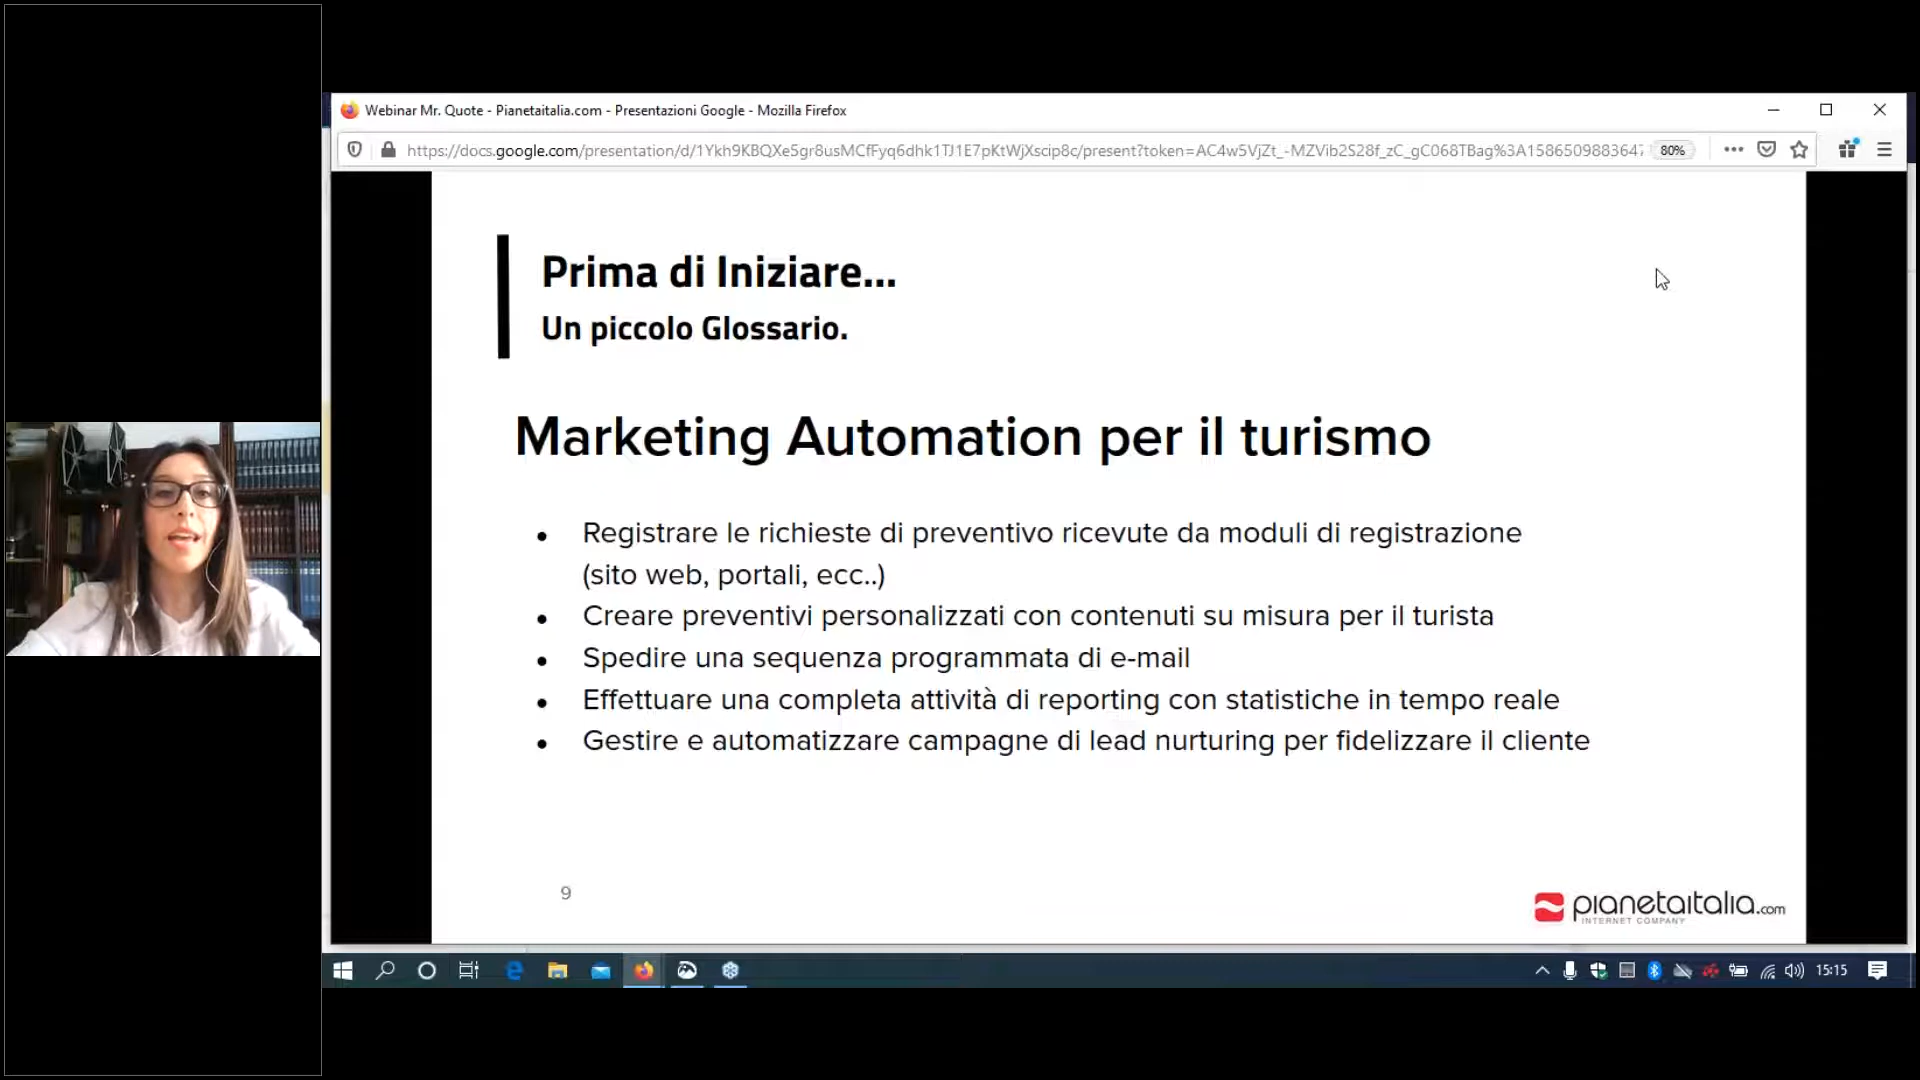 Webinar Mr. Quote - Pianetaitalia.com - Presentazioni Google - Mozilla Firefox
https://docs.google.com/presentation/d/1Ykh9KBQXe5gr8usMCfFyq6dhk1TJ1E7pKtWjXscip8c/present?token=AC4w5VjZt_-MZVib2S28f_zC_gC068TBag%3A1586509883647
80%
Prima di Iniziare...
Un piccolo Glossario.
Marketing Automation per il turismo
• Registrare le richieste di preventivo ricevute da moduli di registrazione
(sito web, portali, ecc..)
• Creare preventivi personalizzati con contenuti su misura per il turista
• Spedire una sequenza programmata di e-mail
• Effettuare una completa attività di reporting con statistiche in tempo reale
• Gestire e automatizzare campagne di lead nurturing per fidelizzare il cliente
9
pianetaitalia.com
INTERNET COMPANY
15:15